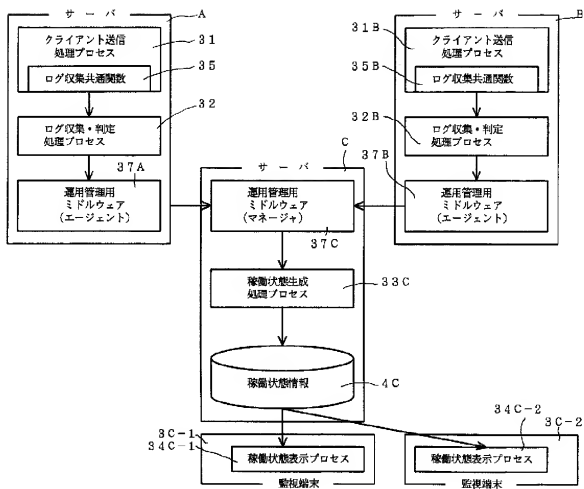 サーバ
A
クライアント送信
処理プロセス
31
ログ収集共通関数
35
ログ収集・判定
処理プロセス
32
37A
運用管理用
ミドルウェア
(エージェント)
サーバ
B
31B
クライアント送信
処理プロセス
35B
ログ収集共通関数
32B
ログ収集・判定
処理プロセス
37B
運用管理用
ミドルウェア
(エージェント)
サーバ
C
運用管理用
ミドルウェア
(マネージャ)
37C
稼働状態生成
処理プロセス
33C
稼働状態情報
4C
3C-1
34C-1
稼働状態表示プロセス
監視端末
34C-2
3C-2
稼働状態表示プロセス
監視端末